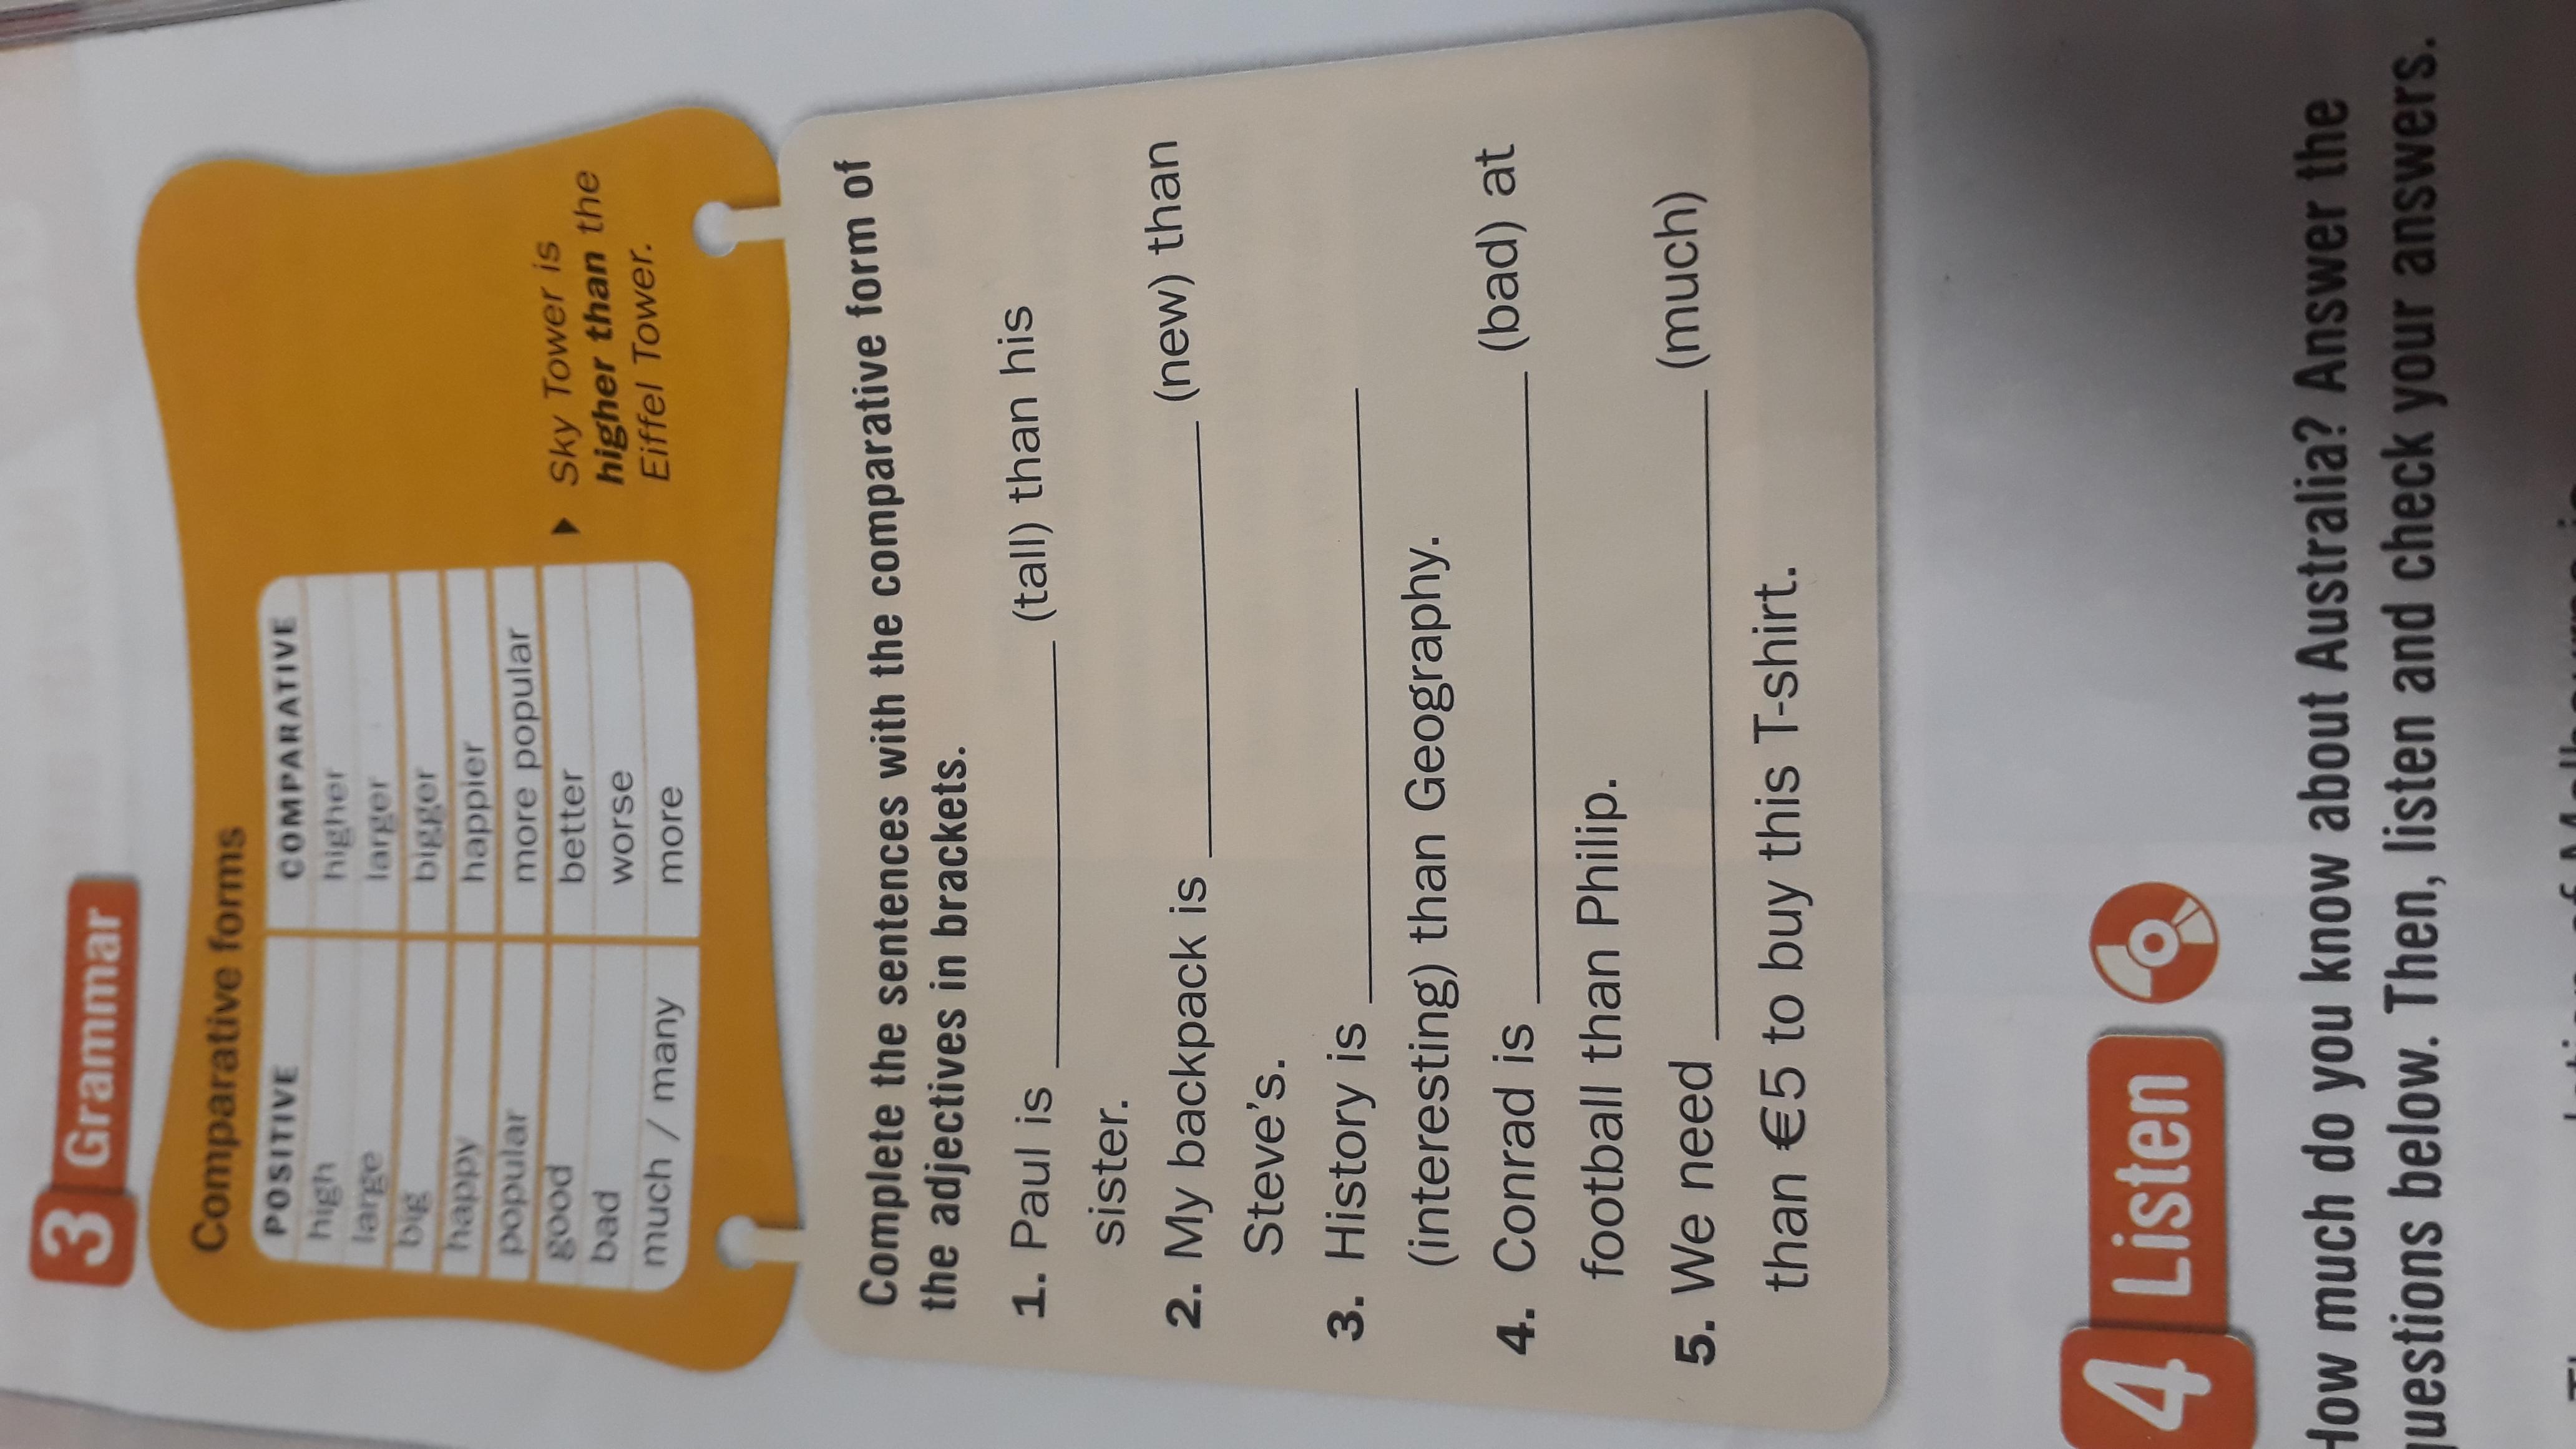 3 Grammar
Comparative forms
POSITIVE COMPARATIVE
high higher
large larger
big bigger
happy happier
popular more popular
good better
bad worse
much / many more
▶ Sky Tower is
higher than the
Eiffel Tower.
Complete the sentences with the comparative form of
the adjectives in brackets.
1. Paul is ____________ (tall) than his
sister.
2. My backpack is ____________ (new) than
Steve's.
3. History is ____________
(interesting) than Geography.
4. Conrad is ____________ (bad) at
football than Philip.
5. We need ____________ (much)
than €5 to buy this T-shirt.
4 Listen
How much do you know about Australia? Answer the
questions below. Then, listen and check your answers.